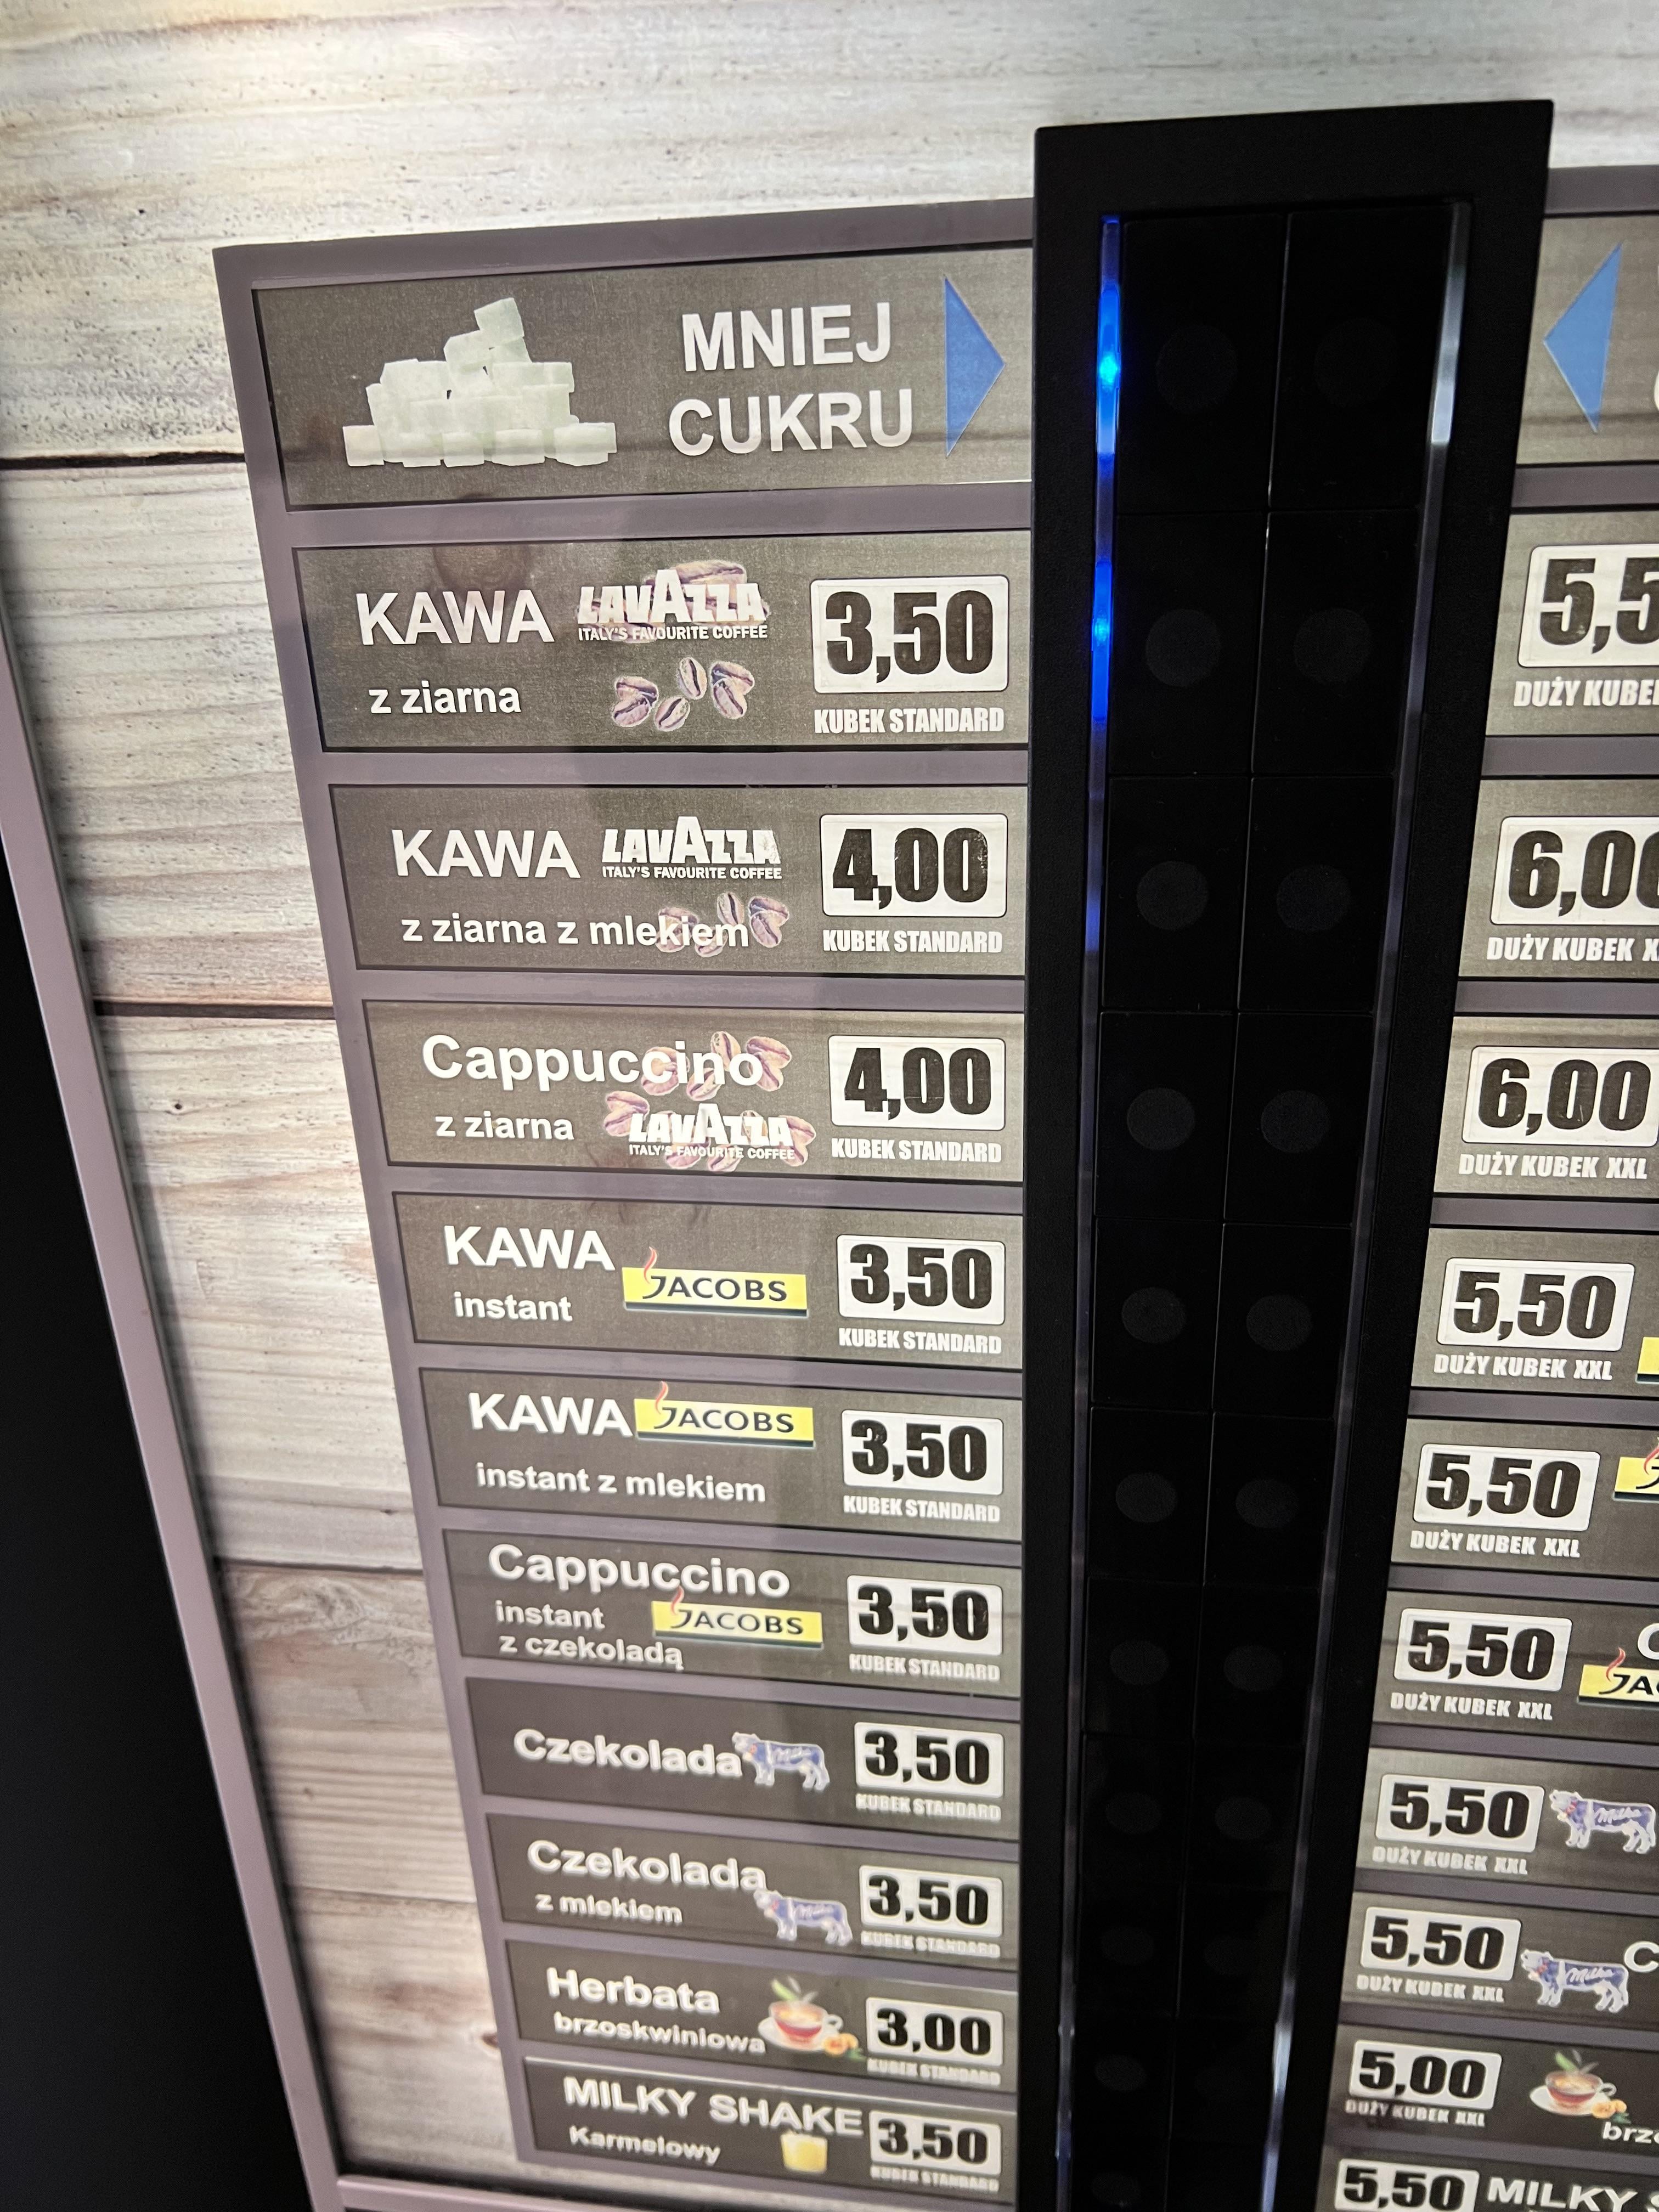 MNIEJ
CUKRU
KAWA LAVAZZA
ITALY'S FAVOURITE COFFEE
z ziarna
3,50
KUBEK STANDARD
5,5
DUŻY
KAWA LAVAZZA
ITALY'S FAVOURITE COFFEE
z ziarna z mlekiem
4,00
KUBEK STANDARD
6,00
DUŻY KUBEK
Cappuccino
z ziarna LAVAZZA
ITALY'S FAVOURITE COFFEE
4,00
KUBEK STANDARD
6,00
DUŻY KUBEK XXL
KAWA
instant
JACOBS
3,50
KUBEK STANDARD
5,50
DUŻY KUBEK XXL
KAWA JACOBS
instant z mlekiem
3,50
KUBEK STANDARD
5,50
DUŻY KUBEK XXL
Cappuccino
instant JACOBS
z czekoladą
3,50
KUBEK STANDARD
5,50
DUŻY KUBEK XXL
Czekolada
Milka
3,50
KUBEK STANDARD
5,50
DUŻY KUBEK XXL
Milka
Czekolada
z mlekiem
Milka
3,50
KUBEK STANDARD
5,50
DUŻY KUBEK XXL
Milka
Herbata
brzoskwiniowa
3,00
KUBEK STANDARD
5,00
DUŻY KUBEK XXL
MILKY SHAKE
Karmelowy
3,50
KUBEK STANDARD
5,50
MILKY